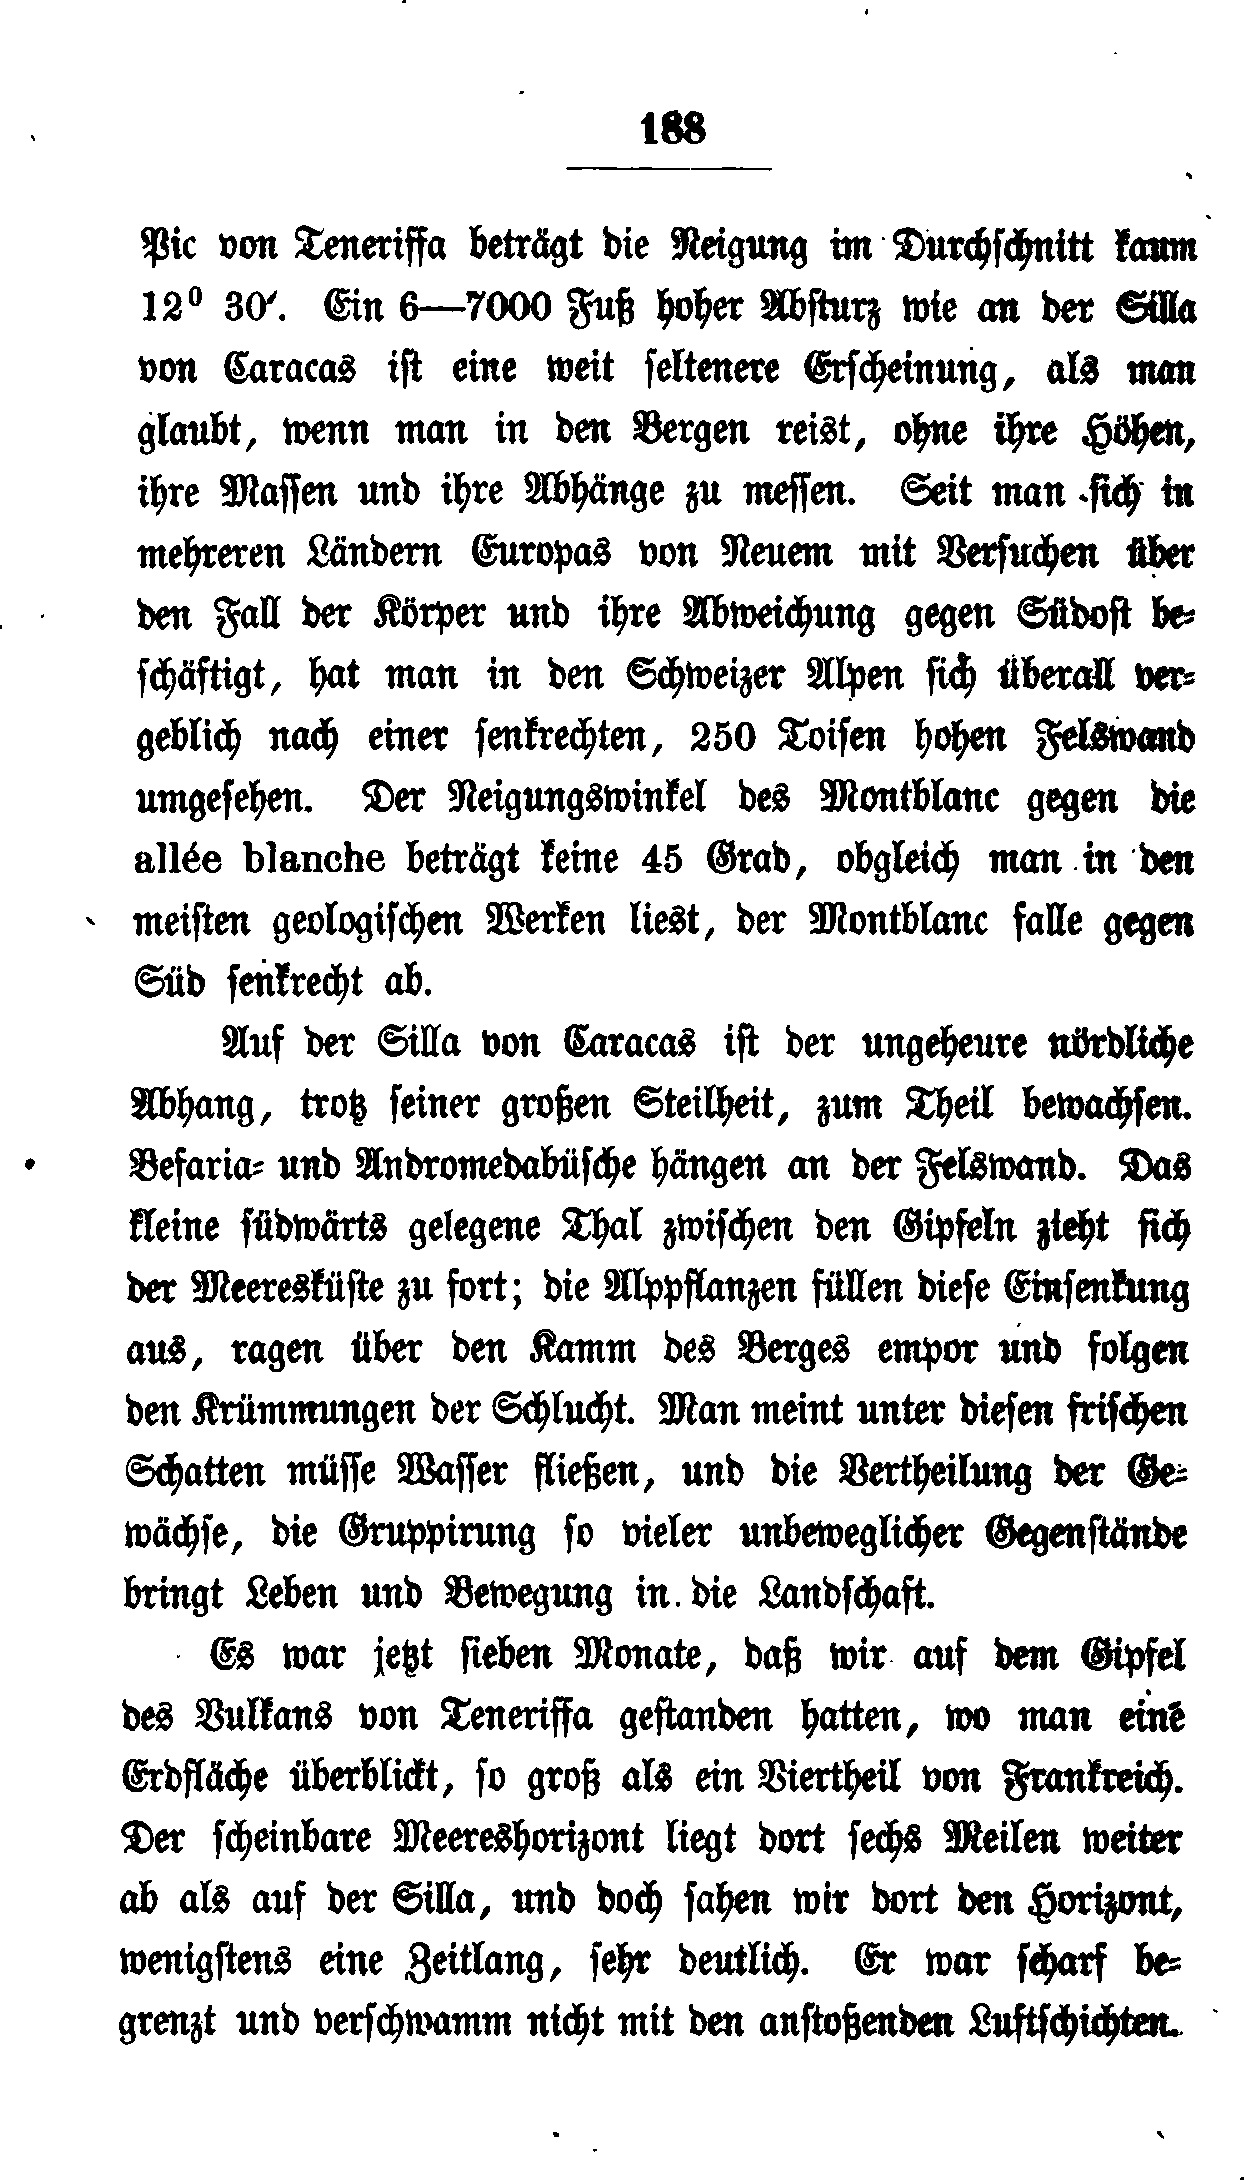 188
Pic von Teneriffa beträgt die Neigung im Durchschnitt kaum
12⁰ 30′. Ein 6—7000 Fuß hoher Absturz wie an der Silla
von Caracas ist eine weit seltenere Erscheinung, als man
glaubt, wenn man in den Bergen reist, ohne ihre Höhen,
ihre Massen und ihre Abhänge zu messen. Seit man sich in
mehreren Ländern Europas von Neuem mit Versuchen über
den Fall der Körper und ihre Abweichung gegen Südost be-
schäftigt, hat man in den Schweizer Alpen sich überall ver-
geblich nach einer senkrechten, 250 Toisen hohen Felswand
umgesehen. Der Neigungswinkel des Montblanc gegen die
allée blanche beträgt keine 45 Grad, obgleich man in den
meisten geologischen Werken liest, der Montblanc falle gegen
Süd senkrecht ab.
Auf der Silla von Caracas ist der ungeheure nördliche
Abhang, trotz seiner großen Steilheit, zum Theil bewachsen.
Befaria- und Andromedabüsche hängen an der Felswand. Das
kleine südwärts gelegene Thal zwischen den Gipfeln zieht sich
der Meeresküste zu fort; die Alppflanzen füllen diese Einsenkung
aus, ragen über den Kamm des Berges empor und folgen
den Krümmungen der Schlucht. Man meint unter diesen frischen
Schatten müsse Wasser fließen, und die Vertheilung der Ge-
wächse, die Gruppirung so vieler unbeweglicher Gegenstände
bringt Leben und Bewegung in die Landschaft.
Es war jetzt sieben Monate, daß wir auf dem Gipfel
des Vulkans von Teneriffa gestanden hatten, wo man eine
Erdfläche überblickt, so groß als ein Viertheil von Frankreich.
Der scheinbare Meereshorizont liegt dort sechs Meilen weiter
ab als auf der Silla, und doch sahen wir dort den Horizont,
wenigstens eine Zeitlang, sehr deutlich. Er war scharf be-
grenzt und verschwamm nicht mit den anstoßenden Luftschichten.